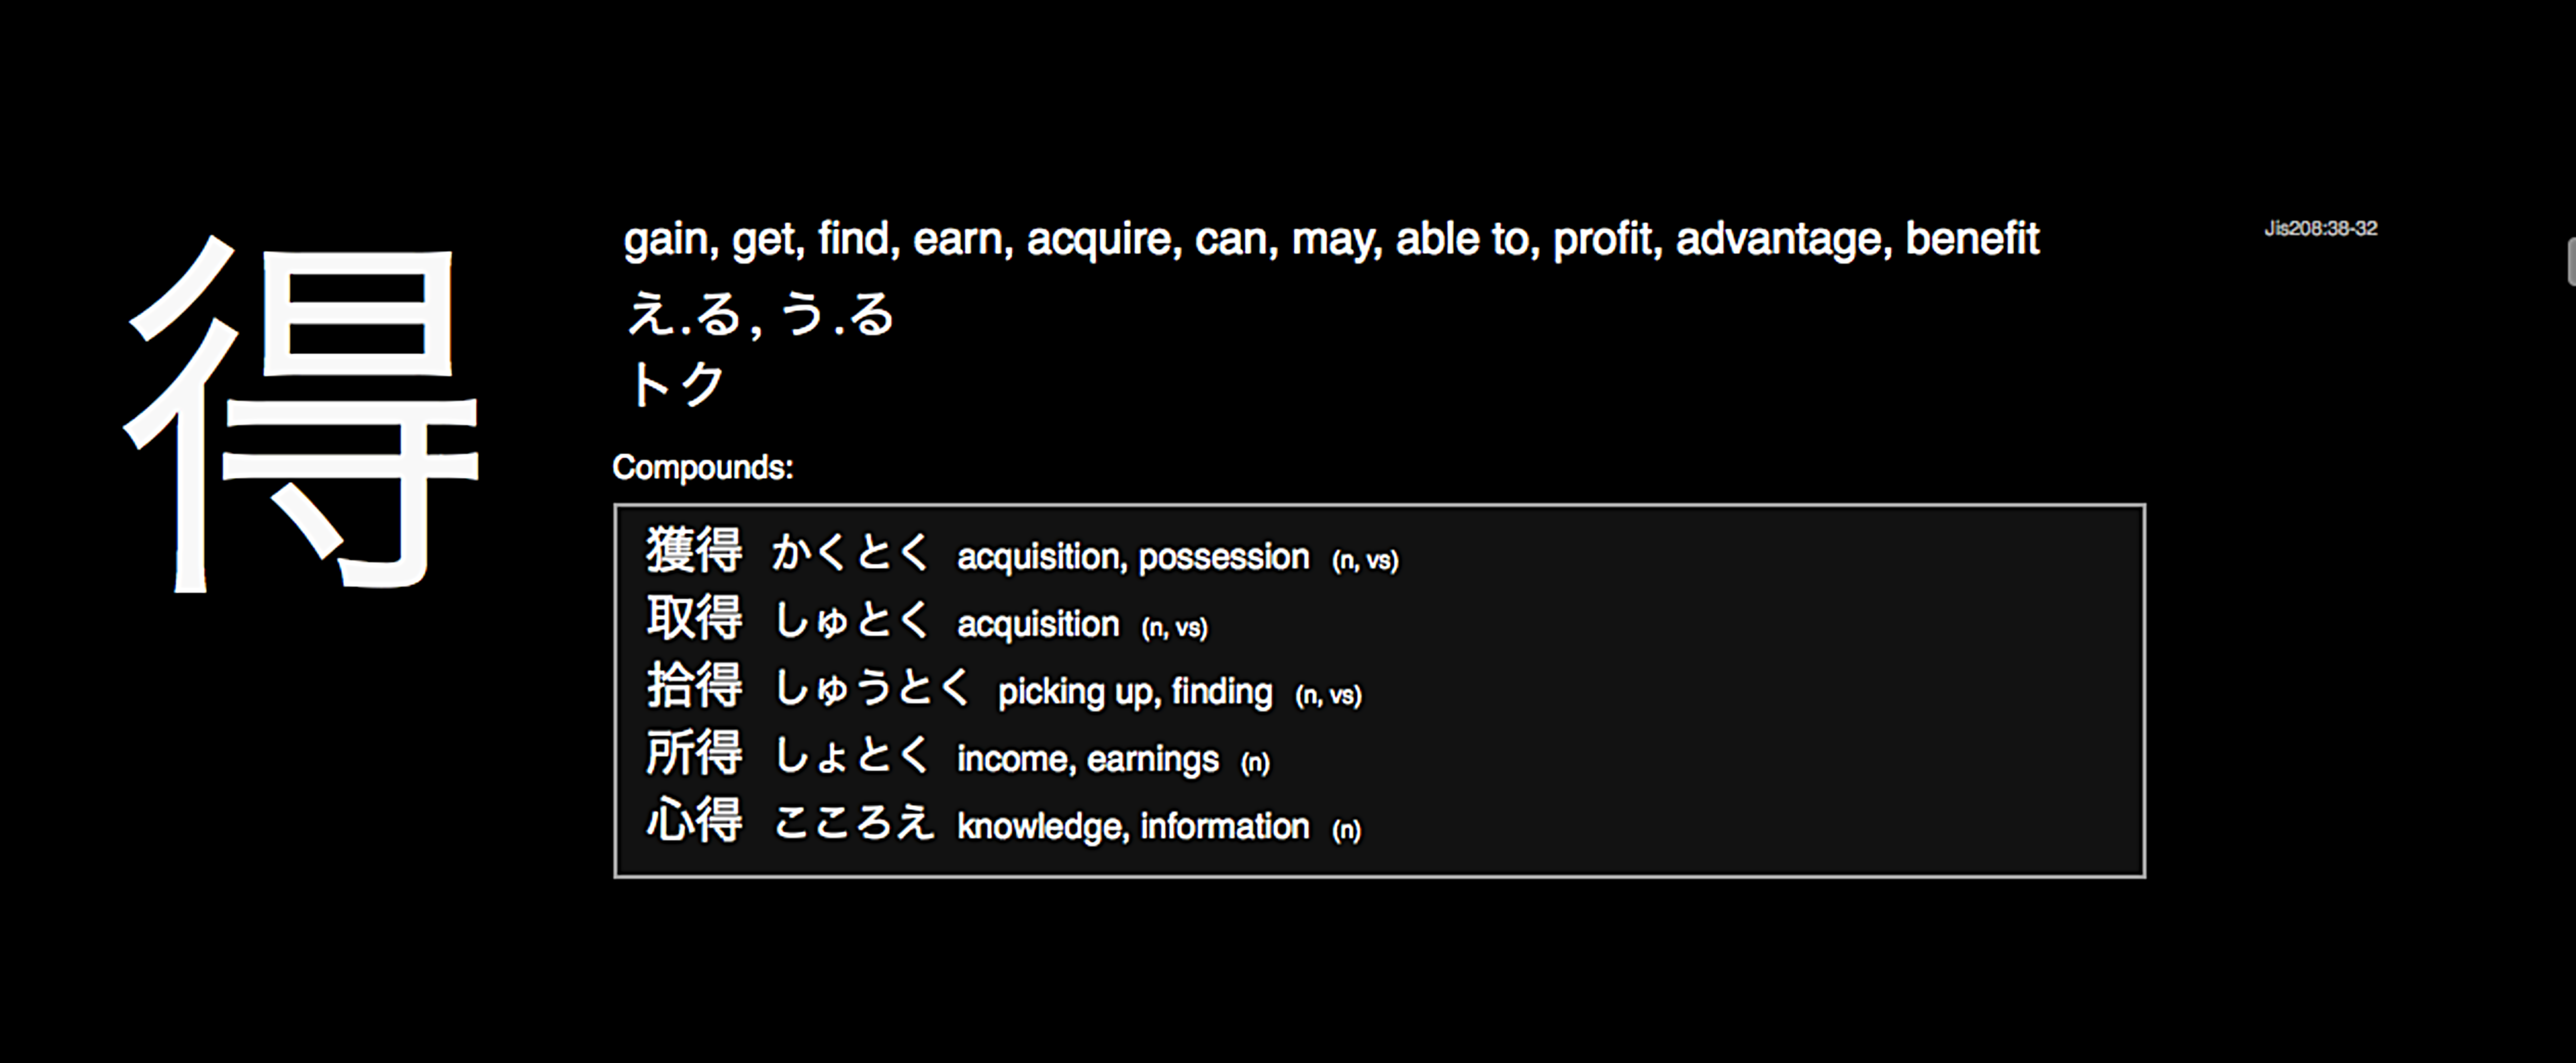 得
gain, get, find, earn, acquire, can, may, able to, profit, advantage, benefit
Jis208:38-32
え.る, う.る
トク
Compounds:
獲得 かくとく acquisition, possession (n, vs)
取得 しゅとく acquisition (n, vs)
拾得 しゅうとく picking up, finding (n, vs)
所得 しょとく income, earnings (n)
心得 こころえ knowledge, information (n)